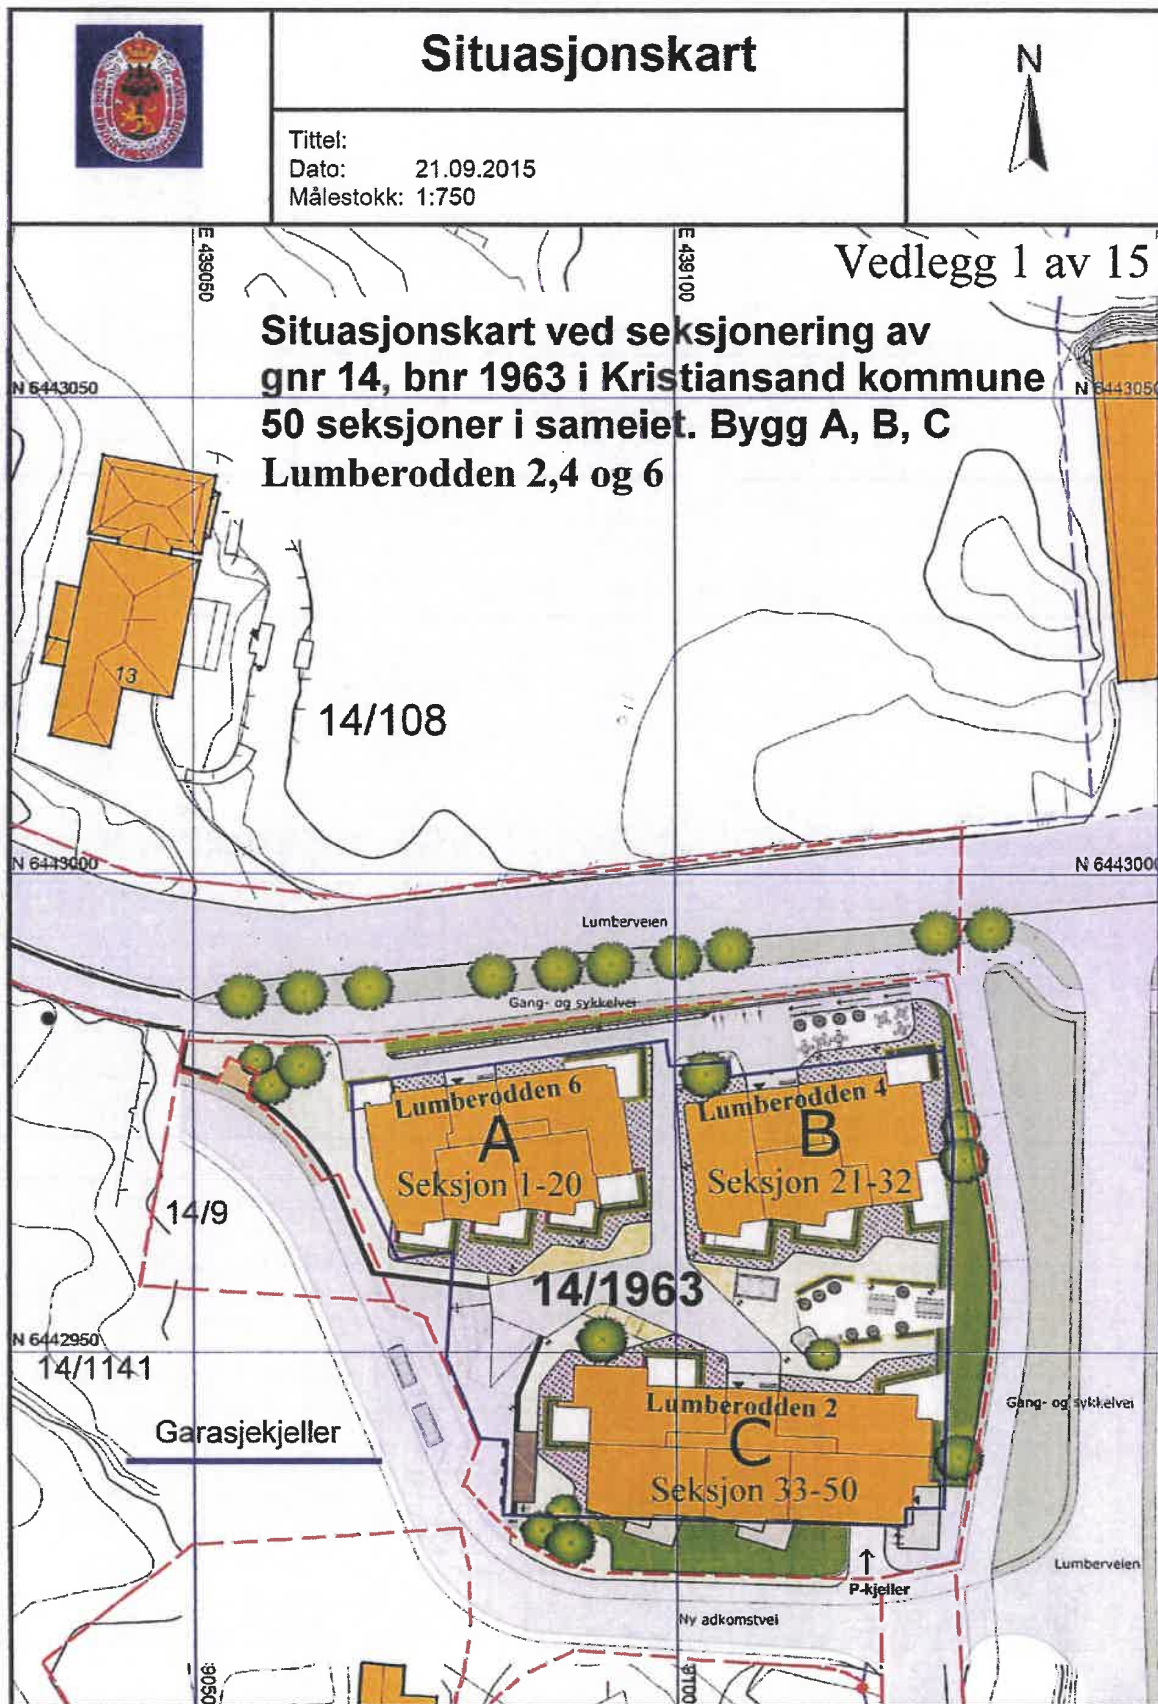 Situasjonskart
N
Tittel:
Dato: 21.09.2015
Målestokk: 1:750
E 439050
E 439100
Vedlegg 1 av 15
Situasjonskart ved seksjonering av
gnr 14, bnr 1963 i Kristiansand kommune
50 seksjoner i sameiet. Bygg A, B, C
Lumberodden 2,4 og 6
N 6443050
N 6443050
13
14/108
N 6443000
N 6443000
Lumberveien
Gang- og sykkelvei
Lumberodden 6
A
Seksjon 1-20
Lumberodden 4
B
Seksjon 21-32
14/9
14/1963
N 6442950
14/1141
Garasjekjeller
Lumberodden 2
C
Seksjon 33-50
Gang- og sykkelvei
Lumberveien
P-kjeller
Ny adkomstvei
9050
9100